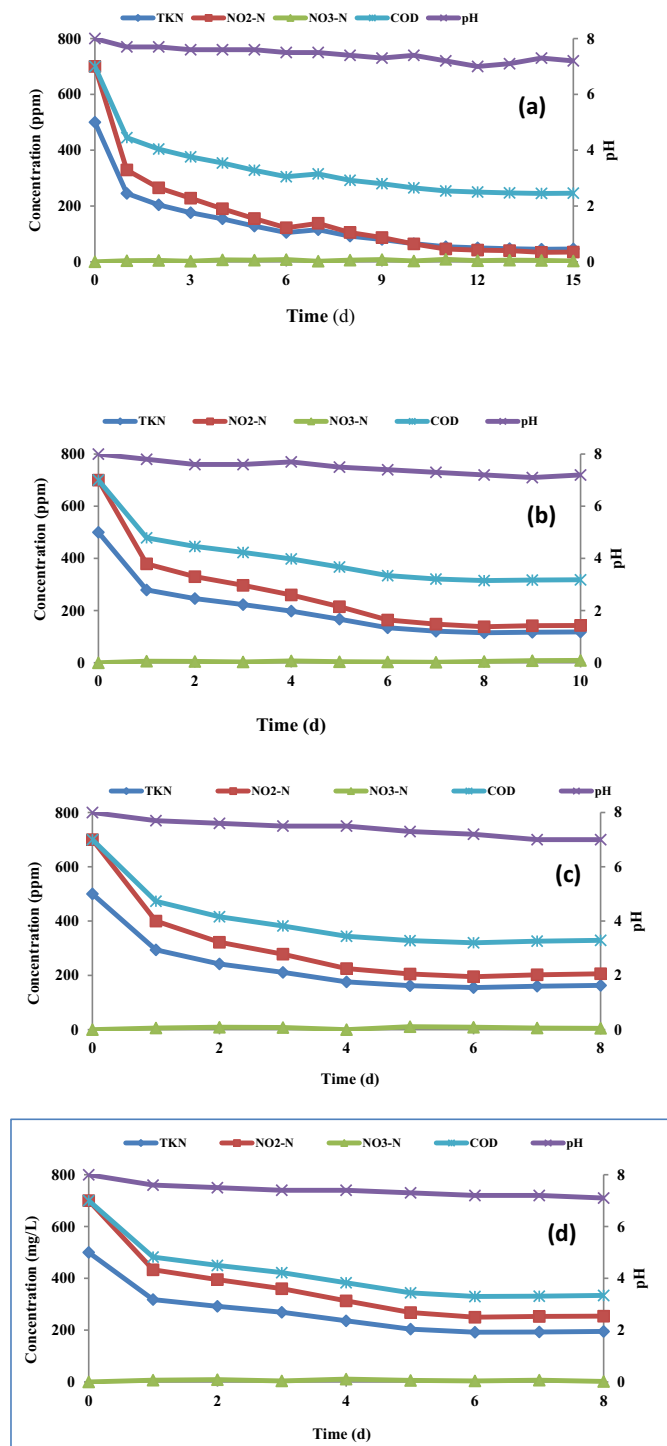 TKN NO2-N NO3-N COD pH
800 8
600 6
(a)
400 4
200 2
0 0
0 3 6 9 12 15
Concentration (ppm)
pH
Time (d)
TKN NO2-N NO3-N COD pH
800 8
600 6
(b)
400 4
200 2
0 0
0 2 4 6 8 10
Concentration (ppm)
pH
Time (d)
TKN NO2-N NO3-N COD pH
800 8
600 6
(c)
400 4
200 2
0 0
0 2 4 6 8
Concentration (ppm)
pH
Time (d)
TKN NO2-N NO3-N COD pH
800 8
600 6
(d)
400 4
200 2
0 0
0 2 4 6 8
Concentration (mg/L)
pH
Time (d)